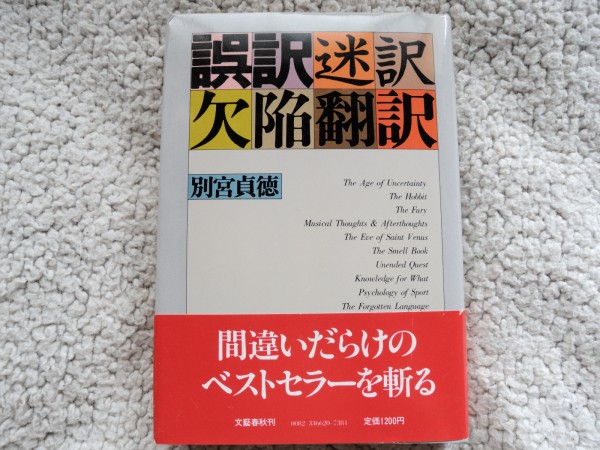 誤訳迷訳
欠陥翻訳
別宮貞徳
The Age of Uncertainty
The Hobbit
The Fury
Musical Thoughts & Afterthoughts
The Eve of Saint Venus
The Smell Book
Unended Quest
Knowledge for What
Psychology of Sport
The Forgotten Language
間違いだらけの
ベストセラーを斬る
文藝春秋刊 0082-336620-7384 定価1200円